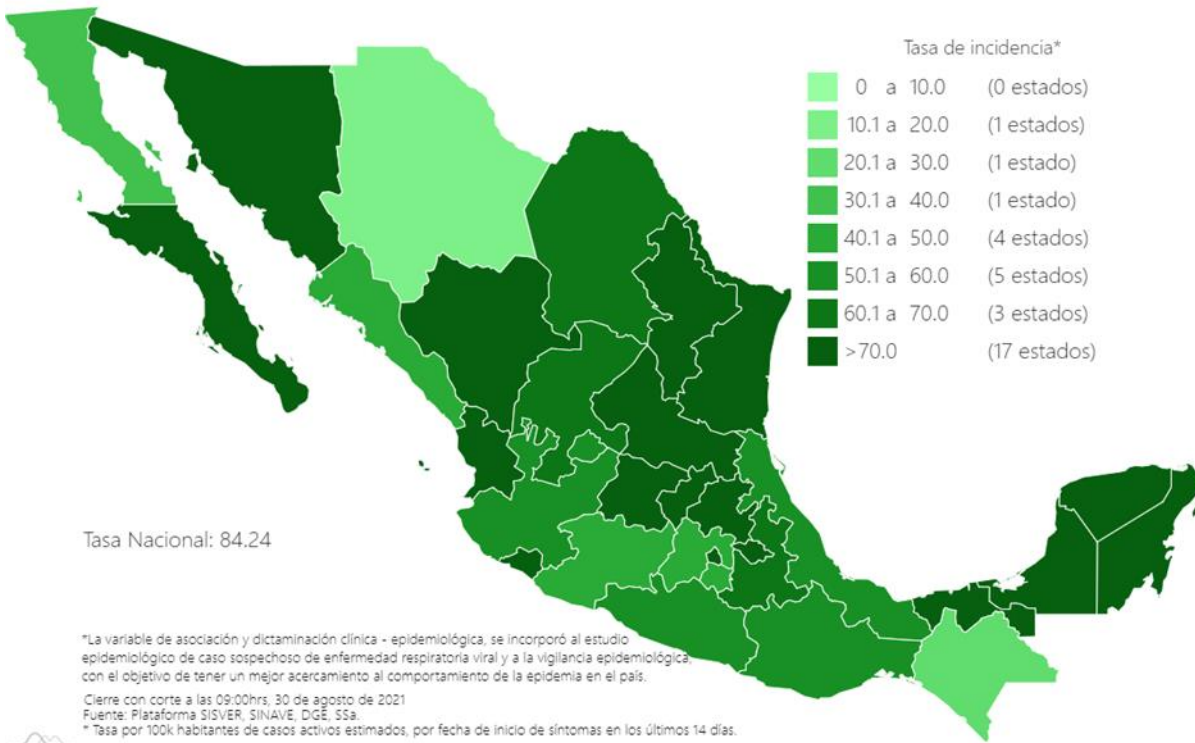 Tasa de incidencia*
0 a 10.0 (0 estados)
10.1 a 20.0 (1 estados)
20.1 a 30.0 (1 estado)
30.1 a 40.0 (1 estado)
40.1 a 50.0 (4 estados)
50.1 a 60.0 (5 estados)
60.1 a 70.0 (3 estados)
>70.0 (17 estados)
Tasa Nacional: 84.24
*La variable de asociación y dictaminación clínica - epidemiológica, se incorporó al estudio
epidemiológico de caso sospechoso de enfermedad respiratoria viral y a la vigilancia epidemiológica,
con el objetivo de tener un mejor acercamiento al comportamiento de la epidemia en el país.
Cierre con corte a las 09:00hrs, 30 de agosto de 2021
Fuente: Plataforma SISVER, SINAVE, DGE, SSa.
* Tasa por 100k habitantes de casos activos estimados, por fecha de inicio de síntomas en los últimos 14 días.